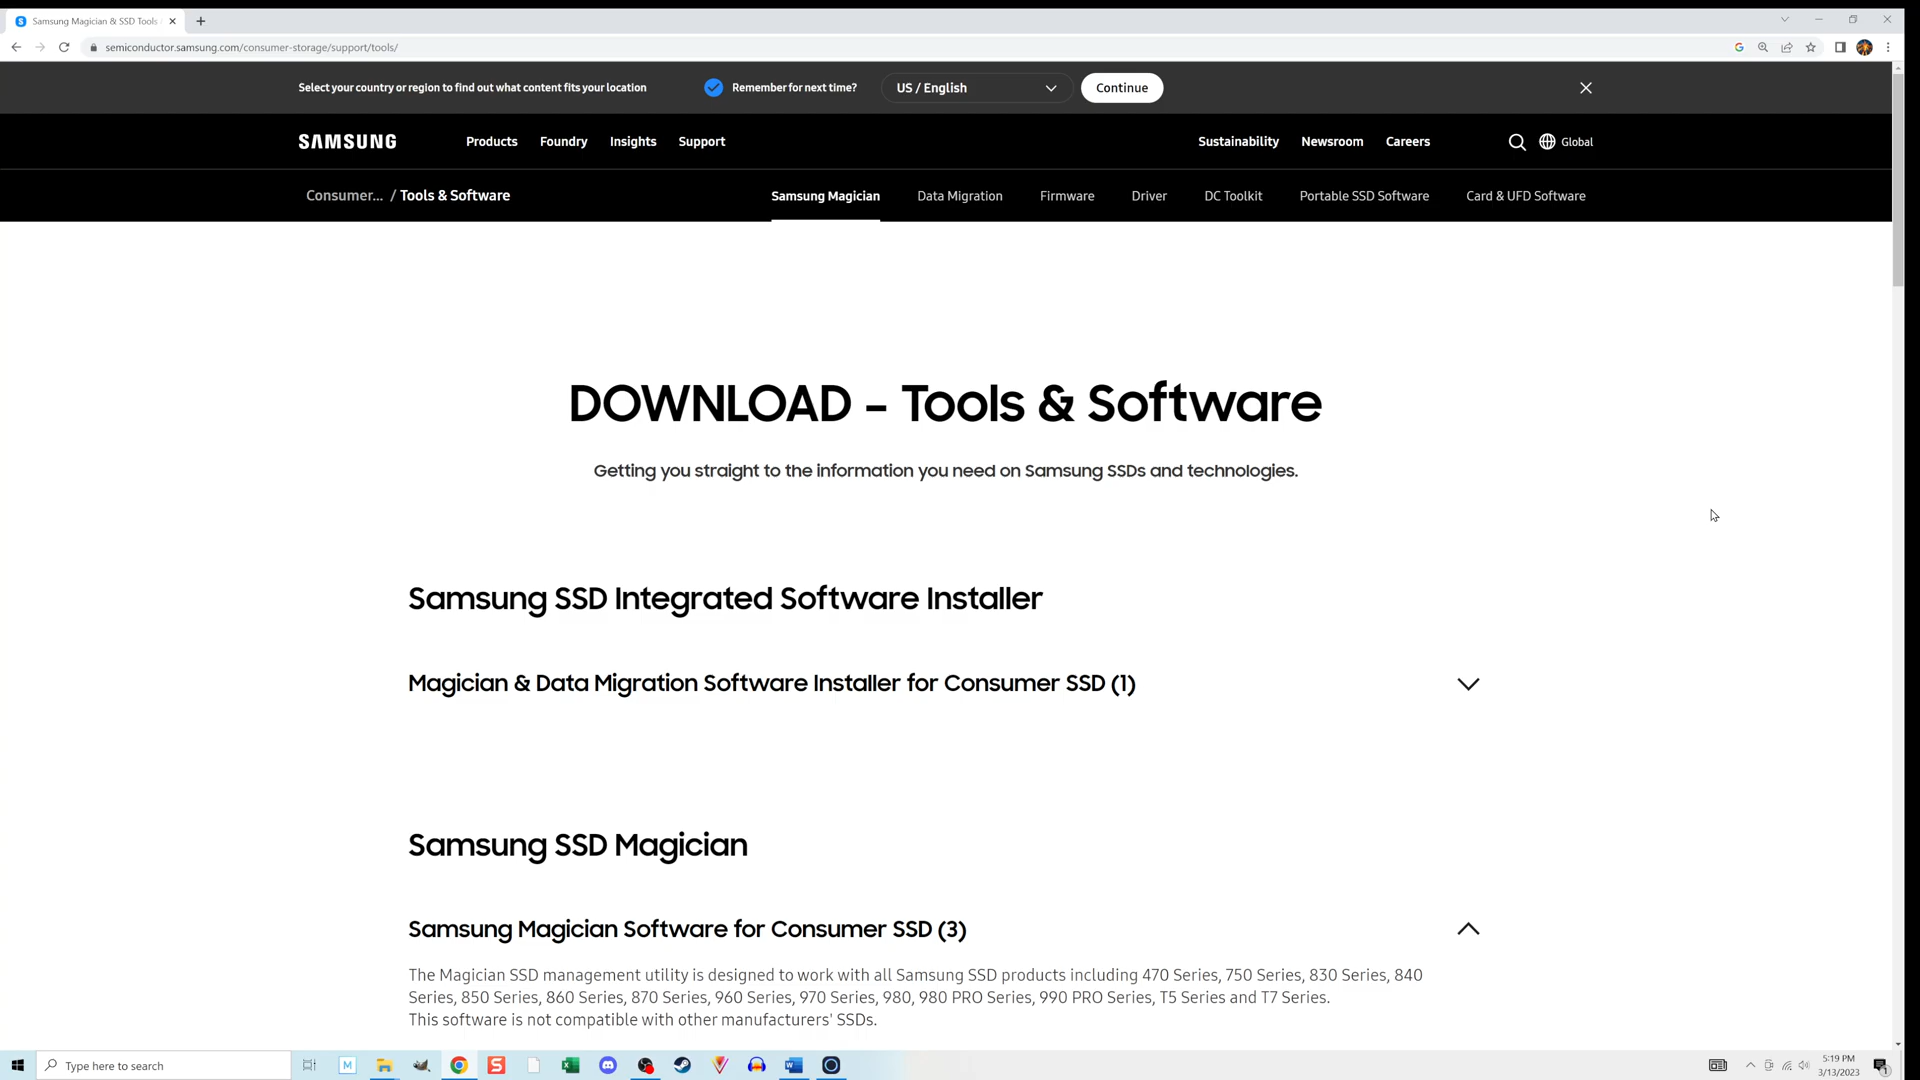 Samsung Magician & SSD Tools
semiconductor.samsung.com/consumer-storage/support/tools/
Select your country or region to find out what content fits your location
Remember for next time?
US / English
Continue
SAMSUNG
Products
Foundry
Insights
Support
Sustainability
Newsroom
Careers
Global
Consumer... / Tools & Software
Samsung Magician
Data Migration
Firmware
Driver
DC Toolkit
Portable SSD Software
Card & UFD Software
DOWNLOAD – Tools & Software
Getting you straight to the information you need on Samsung SSDs and technologies.
Samsung SSD Integrated Software Installer
Magician & Data Migration Software Installer for Consumer SSD (1)
Samsung SSD Magician
Samsung Magician Software for Consumer SSD (3)
The Magician SSD management utility is designed to work with all Samsung SSD products including 470 Series, 750 Series, 830 Series, 840
Series, 850 Series, 860 Series, 870 Series, 960 Series, 970 Series, 980, 980 PRO Series, 990 PRO Series, T5 Series and T7 Series.
This software is not compatible with other manufacturers' SSDs.
Type here to search
5:19 PM
3/13/2023